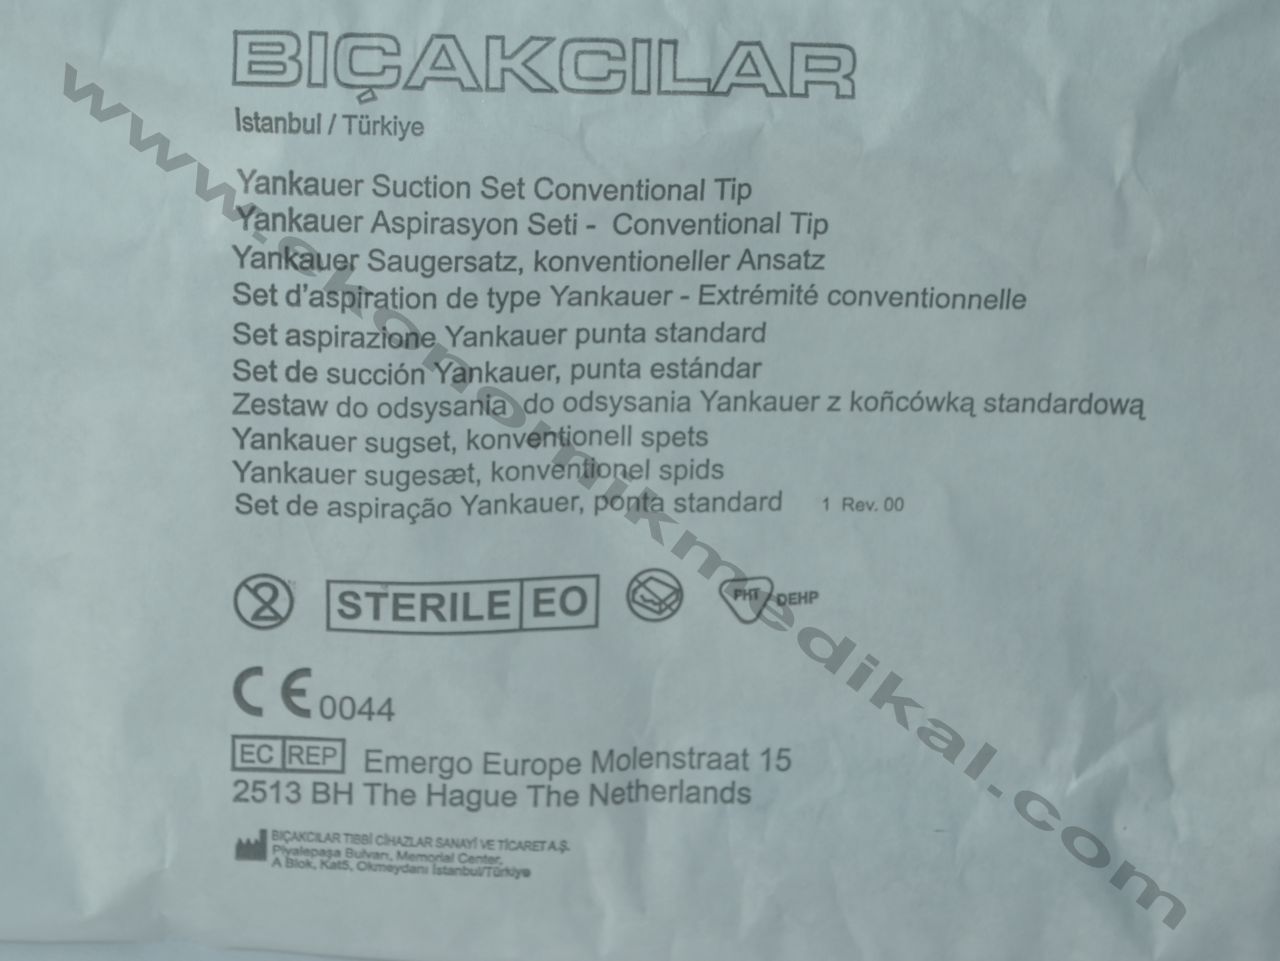 BIÇAKCILAR
İstanbul / Türkiye
Yankauer Suction Set Conventional Tip
Yankauer Aspirasyon Seti - Conventional Tip
Yankauer Saugersatz, konventioneller Ansatz
Set d'aspiration de type Yankauer - Extrémité conventionnelle
Set aspirazione Yankauer punta standard
Set de succión Yankauer, punta estándar
Zestaw do odsysania do odsysania Yankauer z koñcówką standardową
Yankauer sugset, konventionell spets
Yankauer sugesæt, konventionel spids
Set de aspiração Yankauer, ponta standard 1 Rev. 00
2 STERILE EO PHT DEHP
CE 0044
EC REP Emergo Europe Molenstraat 15
2513 BH The Hague The Netherlands
BIÇAKCILAR TIBBİ CİHAZLAR SANAYİ VE TİCARET A.Ş.
Piyalepaşa Bulvarı, Memorial Center,
A Blok, Kat5, Okmeydanı İstanbul/Türkiye
www.ekonomikmedikal.com